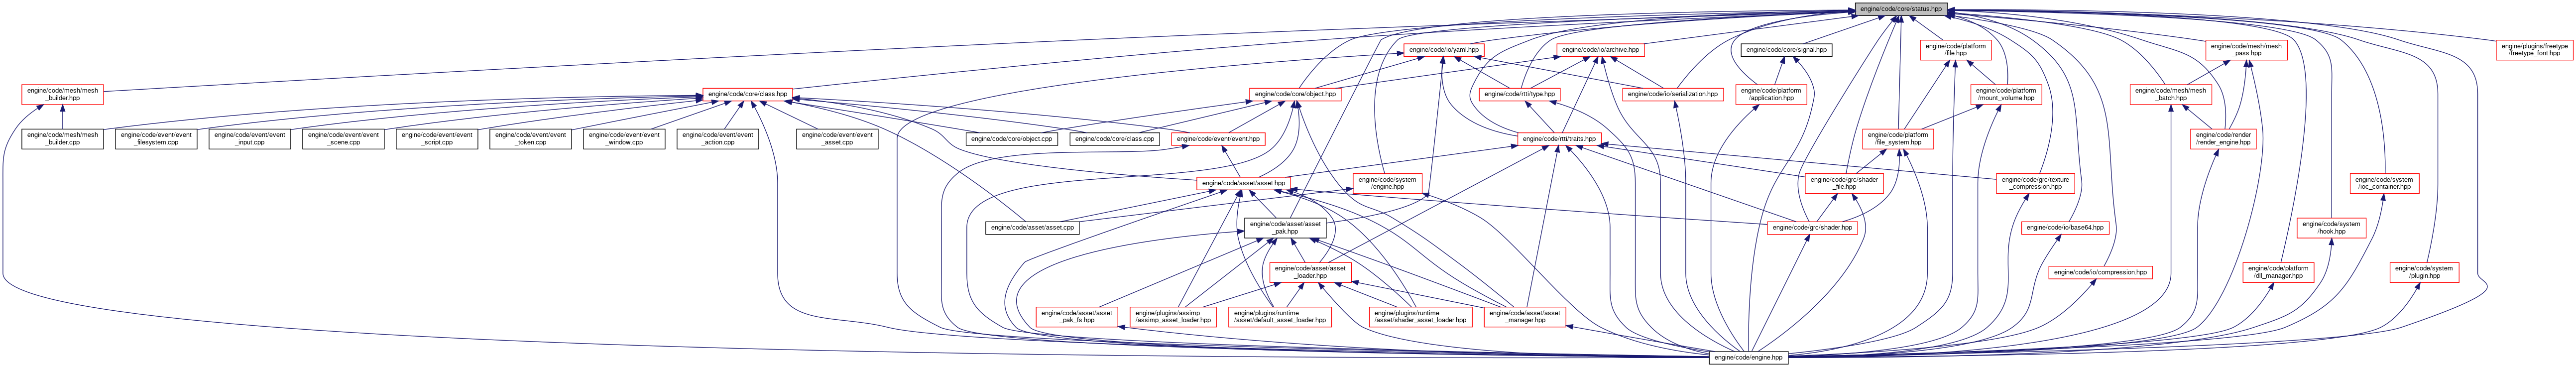 engine/code/core/status.hpp
engine/code/io/yaml.hpp
engine/code/io/archive.hpp
engine/code/core/signal.hpp
engine/code/platform
/file.hpp
engine/code/mesh/mesh
_pass.hpp
engine/plugins/freetype
/freetype_font.hpp
engine/code/mesh/mesh
_builder.hpp
engine/code/core/class.hpp
engine/code/core/object.hpp
engine/code/rtti/type.hpp
engine/code/io/serialization.hpp
engine/code/platform
/application.hpp
engine/code/platform
/mount_volume.hpp
engine/code/mesh/mesh
_batch.hpp
engine/code/mesh/mesh
_builder.cpp
engine/code/event/event
_filesystem.cpp
engine/code/event/event
_input.cpp
engine/code/event/event
_scene.cpp
engine/code/event/event
_script.cpp
engine/code/event/event
_token.cpp
engine/code/event/event
_window.cpp
engine/code/event/event
_action.cpp
engine/code/event/event
_asset.cpp
engine/code/core/object.cpp
engine/code/core/class.cpp
engine/code/event/event.hpp
engine/code/rtti/traits.hpp
engine/code/platform
/file_system.hpp
engine/code/render
/render_engine.hpp
engine/code/asset/asset.hpp
engine/code/system
/engine.hpp
engine/code/grc/shader
_file.hpp
engine/code/grc/texture
_compression.hpp
engine/code/system
/ioc_container.hpp
engine/code/asset/asset.cpp
engine/code/asset/asset
_pak.hpp
engine/code/grc/shader.hpp
engine/code/io/base64.hpp
engine/code/system
/hook.hpp
engine/code/asset/asset
_loader.hpp
engine/code/io/compression.hpp
engine/code/platform
/dll_manager.hpp
engine/code/system
/plugin.hpp
engine/code/asset/asset
_pak_fs.hpp
engine/plugins/assimp
/assimp_asset_loader.hpp
engine/plugins/runtime
/asset/default_asset_loader.hpp
engine/plugins/runtime
/asset/shader_asset_loader.hpp
engine/code/asset/asset
_manager.hpp
engine/code/engine.hpp